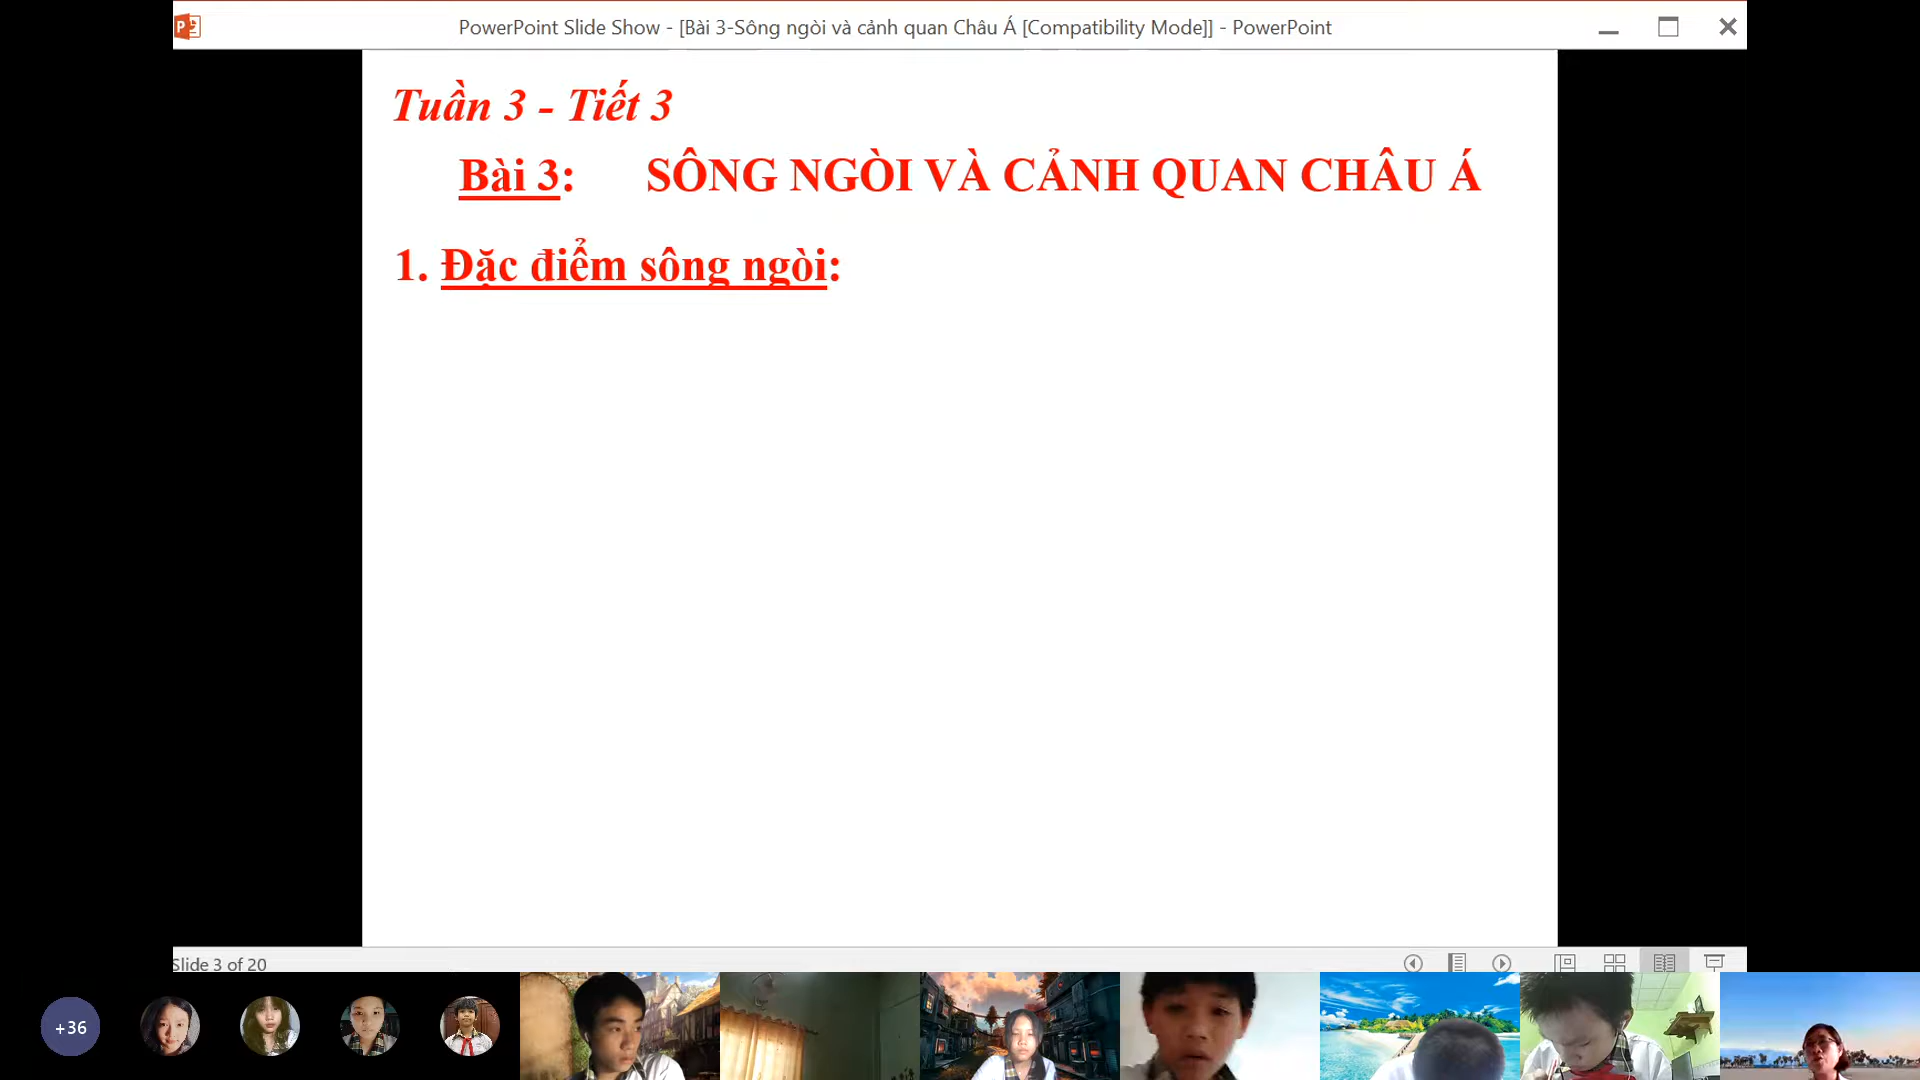 PowerPoint Slide Show - [Bài 3-Sông ngòi và cảnh quan Châu Á [Compatibility Mode]] - PowerPoint
Tuần 3 - Tiết 3
Bài 3: SÔNG NGÒI VÀ CẢNH QUAN CHÂU Á
1. Đặc điểm sông ngòi:
Slide 3 of 20
+36